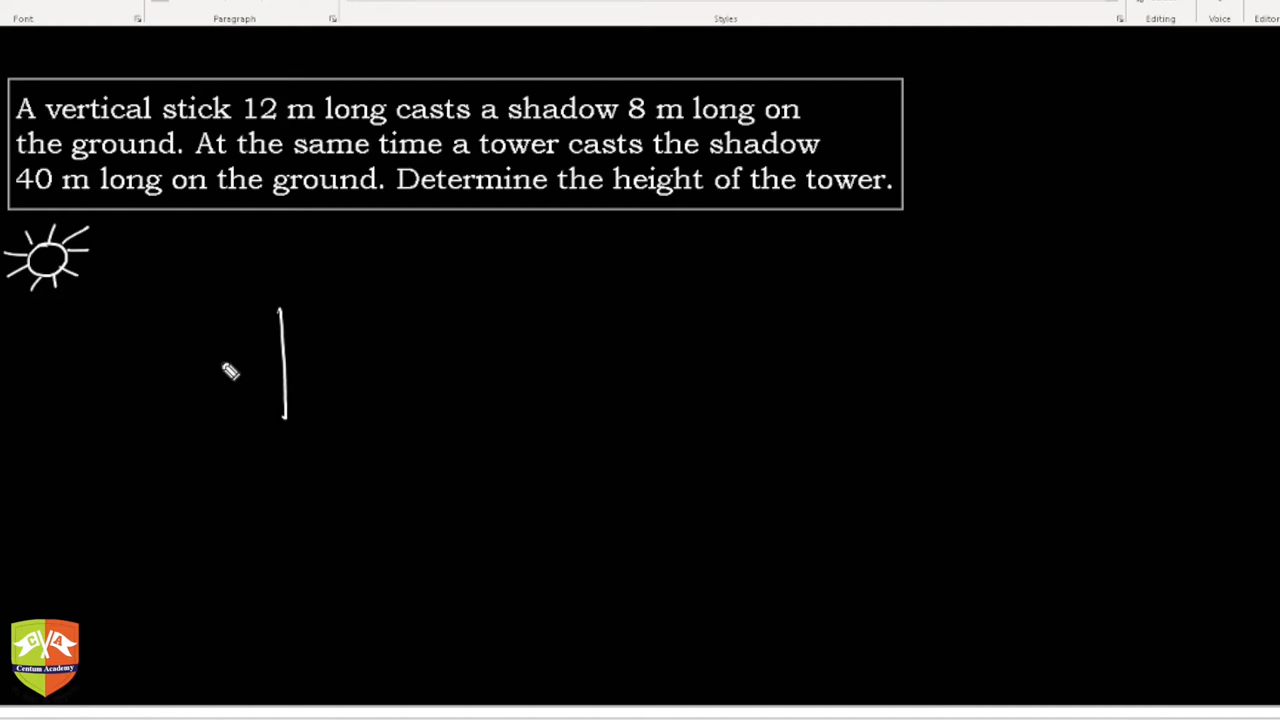 Font
Paragraph
Styles
Editing
Voice
Editor
A vertical stick 12 m long casts a shadow 8 m long on
the ground. At the same time a tower casts the shadow
40 m long on the ground. Determine the height of the tower.
C A
Centum Academy